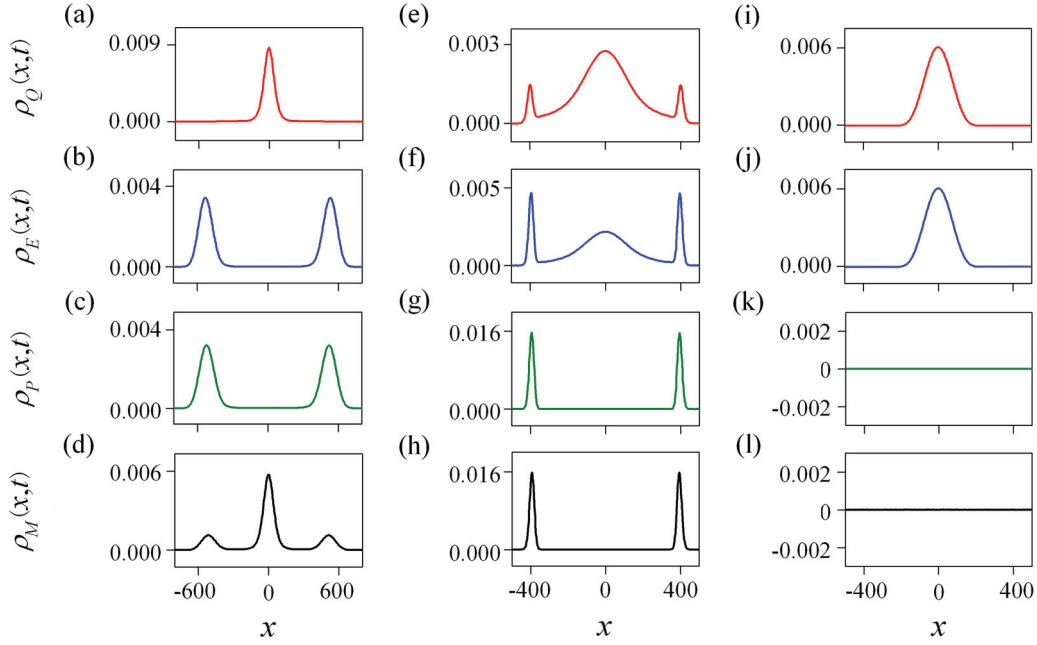 (a) (e) (i)
ρQ(x,t) 0.009 0.000 0.003 0.000 0.006 0.000
(b) (f) (j)
ρE(x,t) 0.004 0.000 0.005 0.000 0.006 0.000
(c) (g) (k)
ρP(x,t) 0.004 0.000 0.016 0.000 0.002 0 -0.002
(d) (h) (l)
ρM(x,t) 0.006 0.000 0.016 0.000 0.002 0 -0.002
-600 0 600 -400 0 400 -400 0 400
x x x